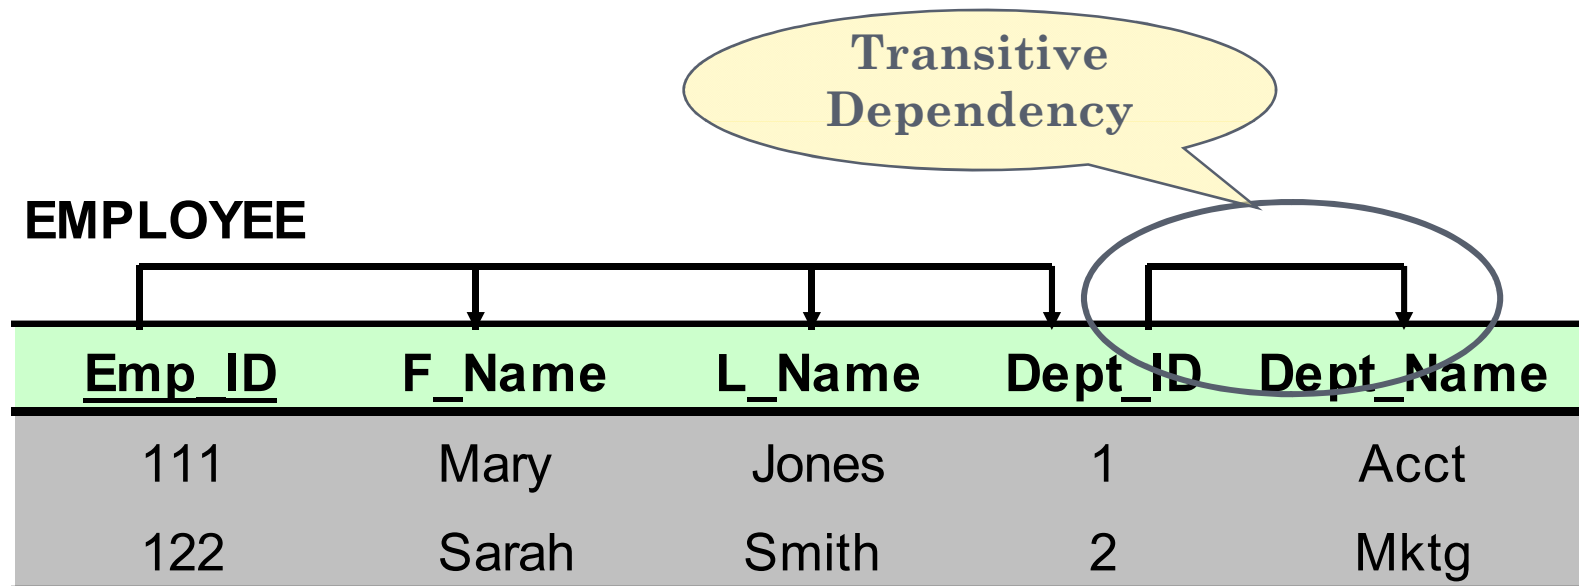 Transitive
Dependency
EMPLOYEE
Emp_ID F_Name L_Name Dept_ID Dept_Name
111 Mary Jones 1 Acct
122 Sarah Smith 2 Mktg